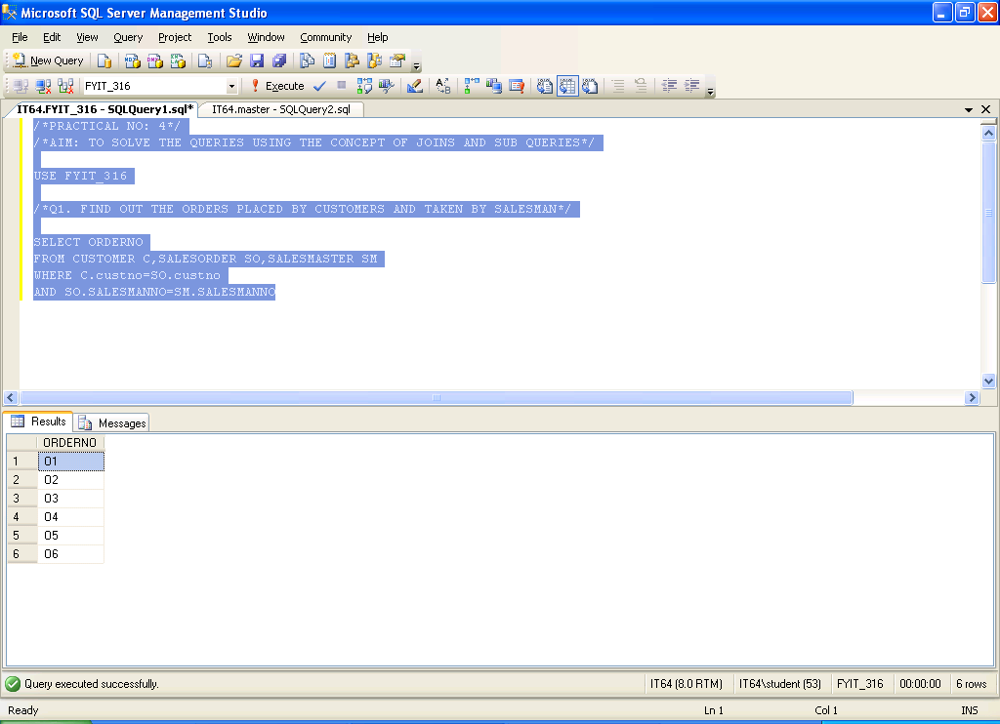 Microsoft SQL Server Management Studio
File Edit View Query Project Tools Window Community Help
New Query
FYIT_316 Execute
IT64.FYIT_316 - SQLQuery1.sql* IT64.master - SQLQuery2.sql
/*PRACTICAL NO: 4*/
/*AIM: TO SOLVE THE QUERIES USING THE CONCEPT OF JOINS AND SUB QUERIES*/
USE FYIT_316
/*Q1. FIND OUT THE ORDERS PLACED BY CUSTOMERS AND TAKEN BY SALESMAN*/
SELECT ORDERNO
FROM CUSTOMER C,SALESORDER SO,SALESMASTER SM
WHERE C.custno=SO.custno
AND SO.SALESMANNO=SM.SALESMANNO
Results Messages
ORDERNO
1 O1
2 O2
3 O3
4 O4
5 O5
6 O6
Query executed successfully. IT64 (8.0 RTM) IT64\student (53) FYIT_316 00:00:00 6 rows
Ready Ln 1 Col 1 INS